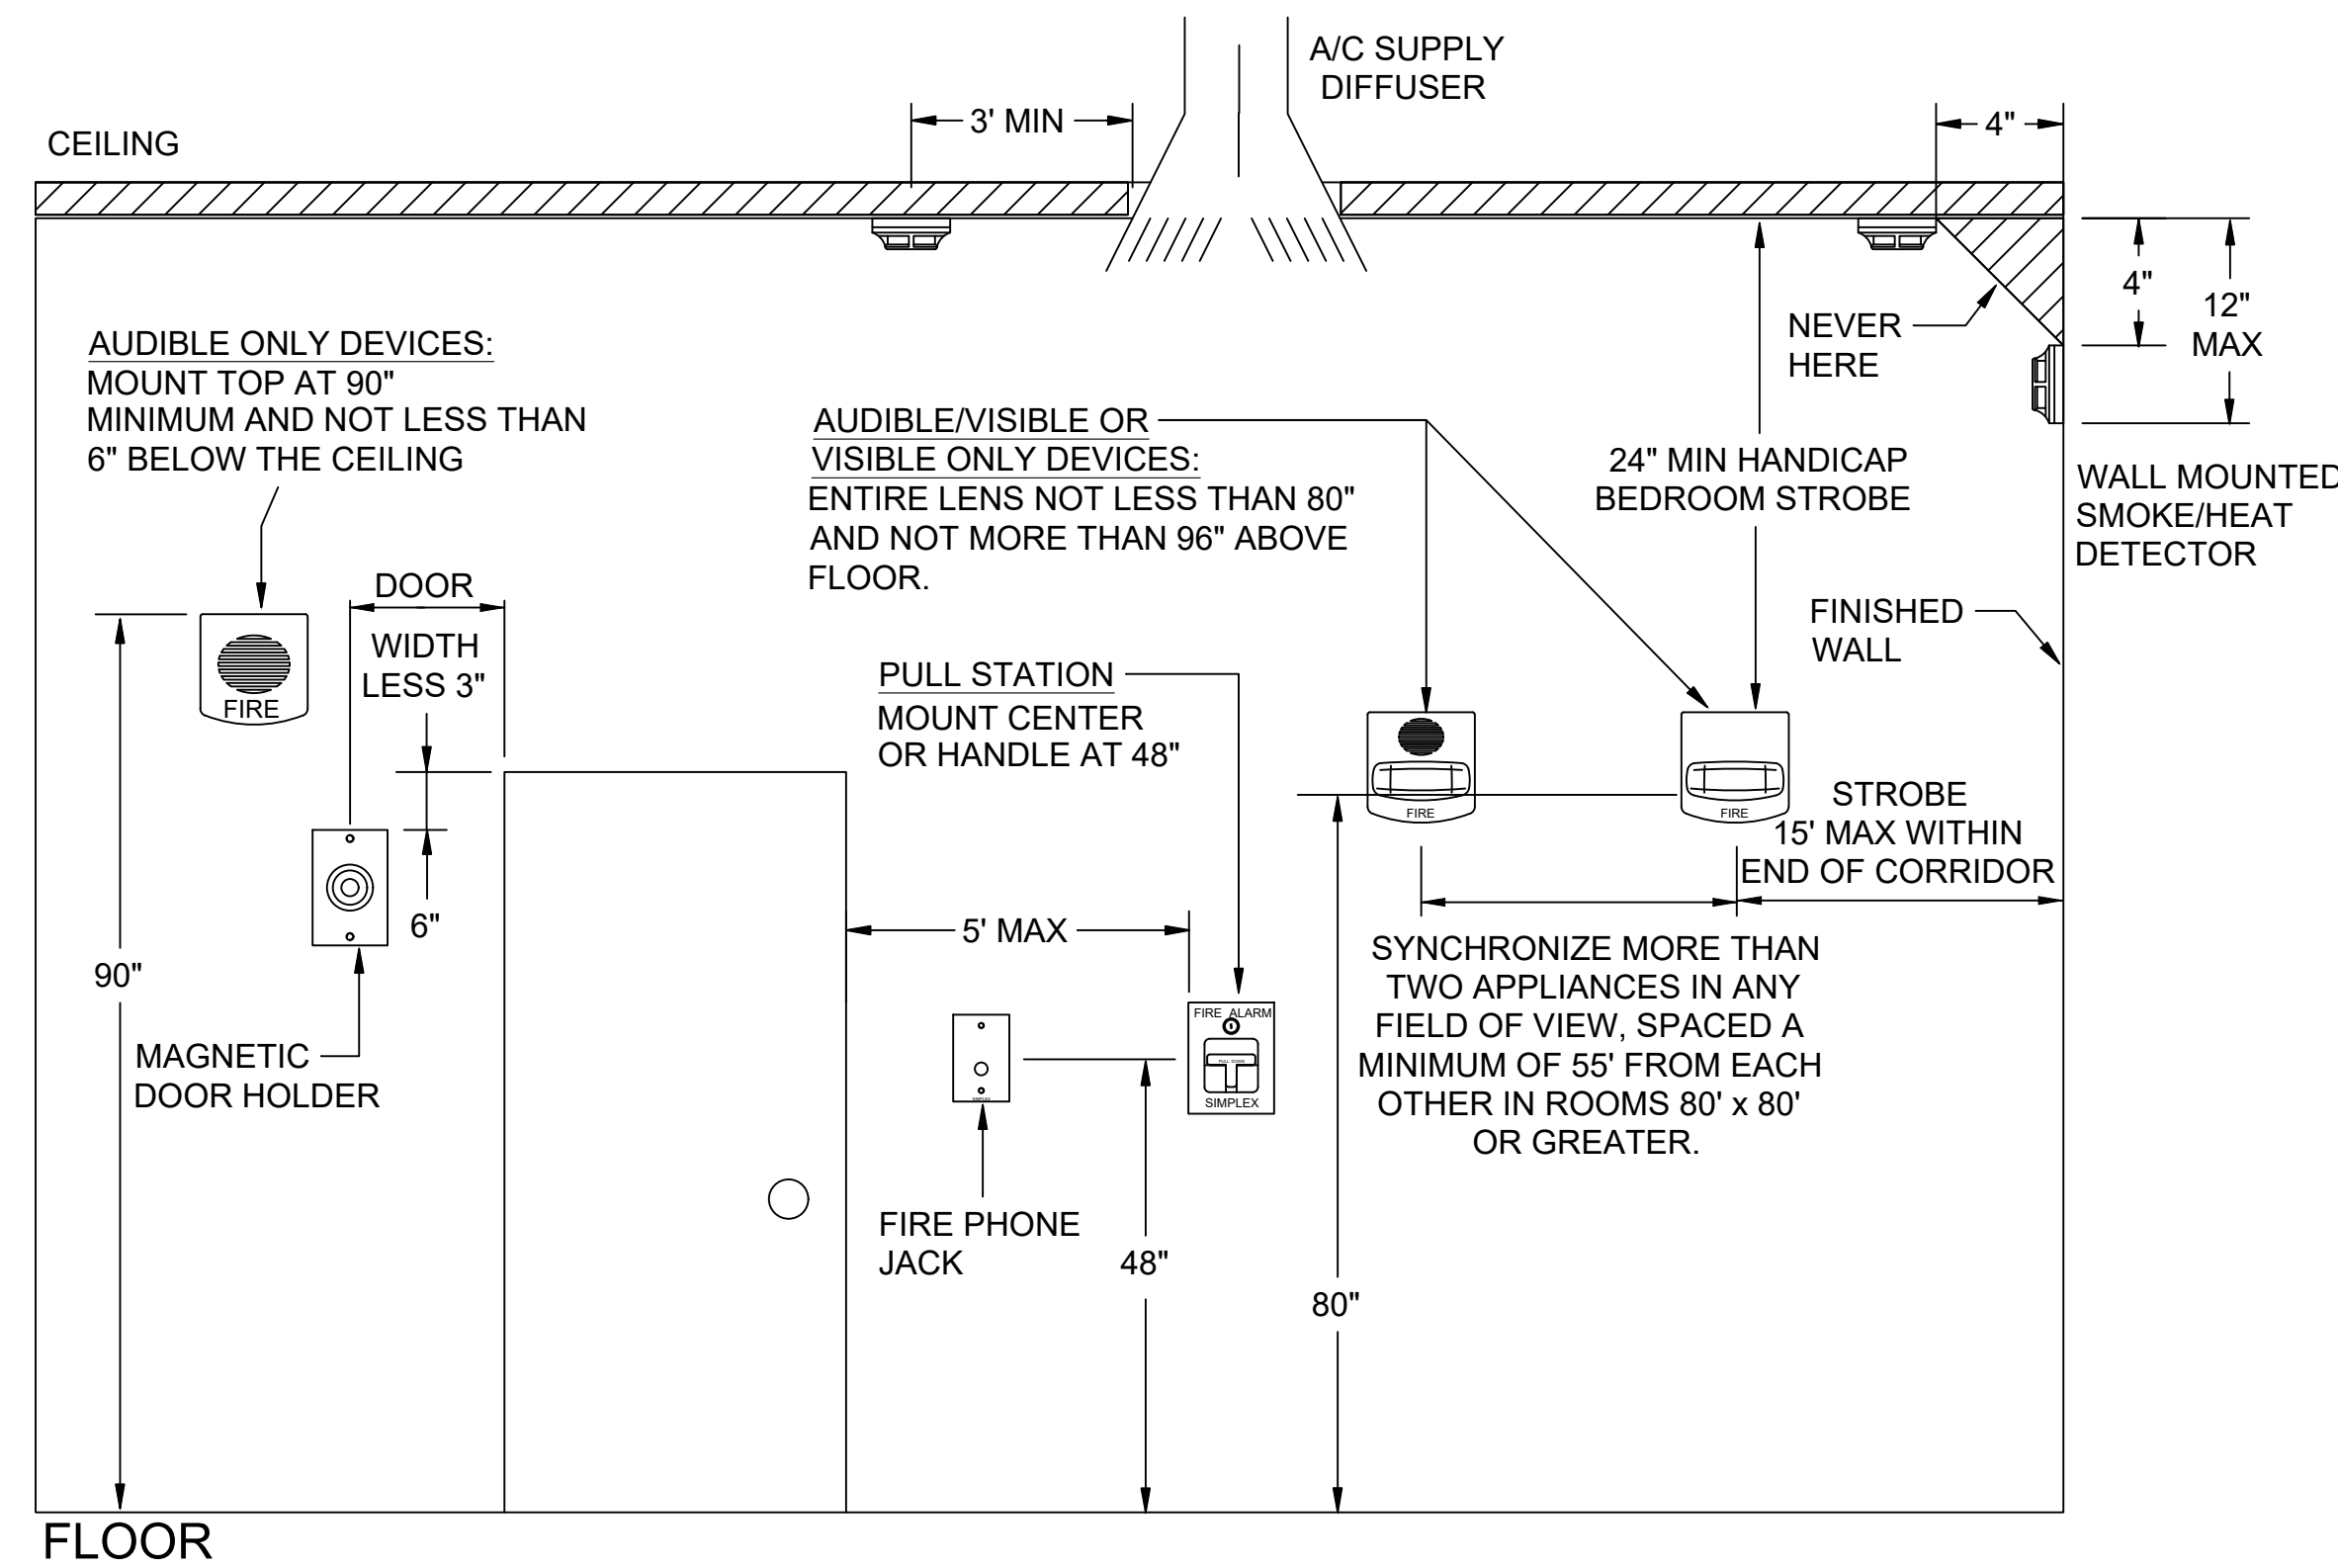 A/C SUPPLY
DIFFUSER
3' MIN
4"
CEILING
4"
12"
MAX
NEVER
HERE
AUDIBLE ONLY DEVICES:
MOUNT TOP AT 90"
MINIMUM AND NOT LESS THAN
6" BELOW THE CEILING
AUDIBLE/VISIBLE OR
VISIBLE ONLY DEVICES:
ENTIRE LENS NOT LESS THAN 80"
AND NOT MORE THAN 96" ABOVE
FLOOR.
24" MIN HANDICAP
BEDROOM STROBE
WALL MOUNTED
SMOKE/HEAT
DETECTOR
DOOR
WIDTH
LESS 3"
FINISHED
WALL
PULL STATION
MOUNT CENTER
OR HANDLE AT 48"
FIRE
FIRE
FIRE
STROBE
15' MAX WITHIN
END OF CORRIDOR
6"
5' MAX
90"
SYNCHRONIZE MORE THAN
TWO APPLIANCES IN ANY
FIELD OF VIEW, SPACED A
MINIMUM OF 55' FROM EACH
OTHER IN ROOMS 80' x 80'
OR GREATER.
FIRE ALARM
PULL DOWN
SIMPLEX
SIMPLEX
MAGNETIC
DOOR HOLDER
FIRE PHONE
JACK
48"
80"
FLOOR